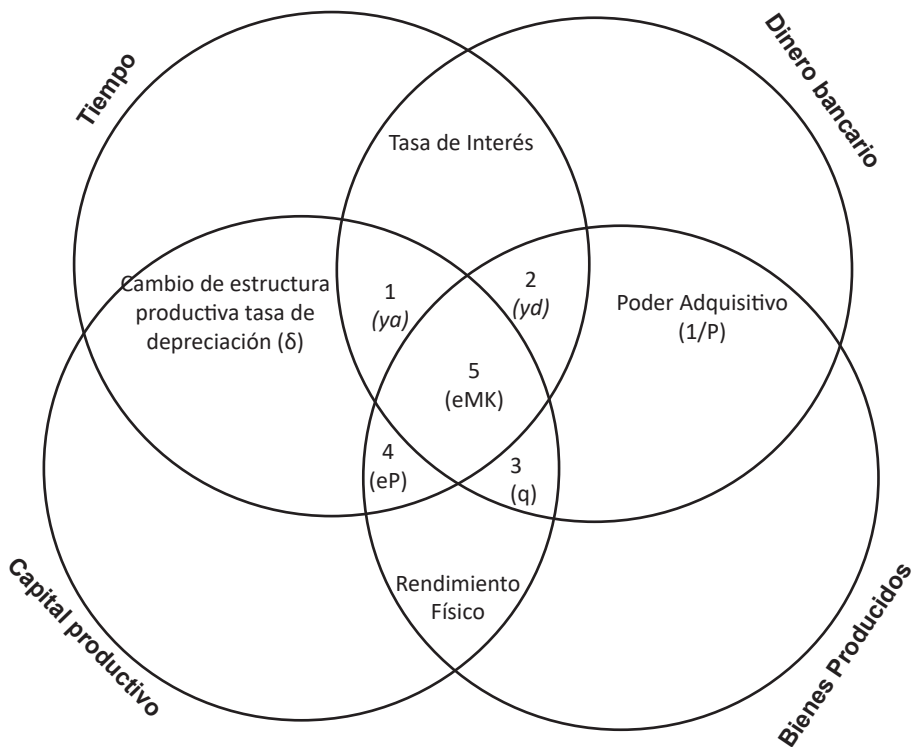 Tiempo
Dinero bancario
Tasa de Interés
Cambio de estructura
productiva tasa de
depreciación (δ)
1
(ya)
2
(yd)
Poder Adquisitivo
(1/P)
5
(eMK)
4
(eP)
3
(q)
Rendimiento
Físico
Capital productivo
Bienes Producidos